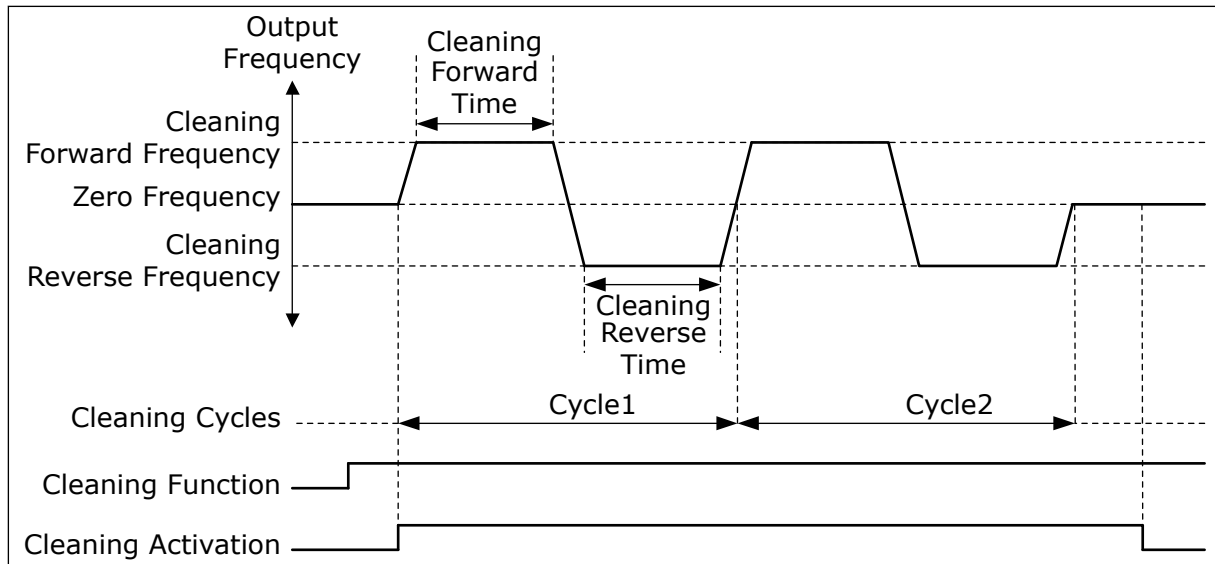 Output
Frequency
Cleaning
Forward
Time
Cleaning
Forward Frequency
Zero Frequency
Cleaning
Reverse Frequency
Cleaning
Reverse
Time
Cleaning Cycles
Cycle1
Cycle2
Cleaning Function
Cleaning Activation